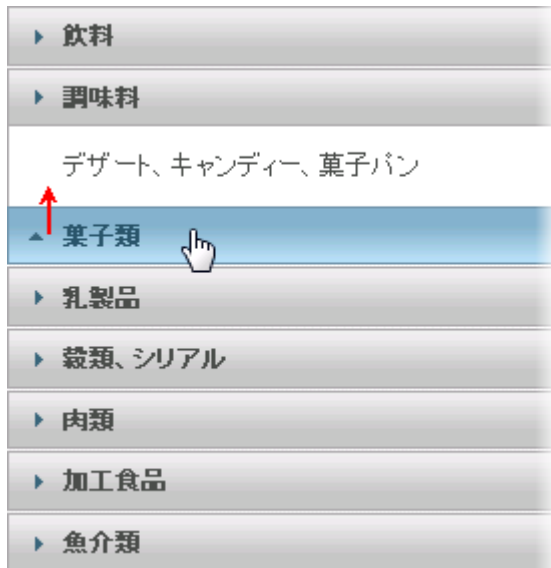 飲料
調味料
デザート、キャンディー、菓子パン
菓子類
乳製品
穀類、シリアル
肉類
加工食品
魚介類